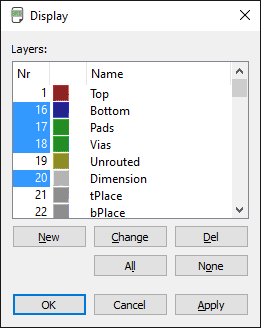 Display
Layers:
Nr Name
1 Top
16 Bottom
17 Pads
18 Vias
19 Unrouted
20 Dimension
21 tPlace
22 bPlace
New Change Del
All None
OK Cancel Apply